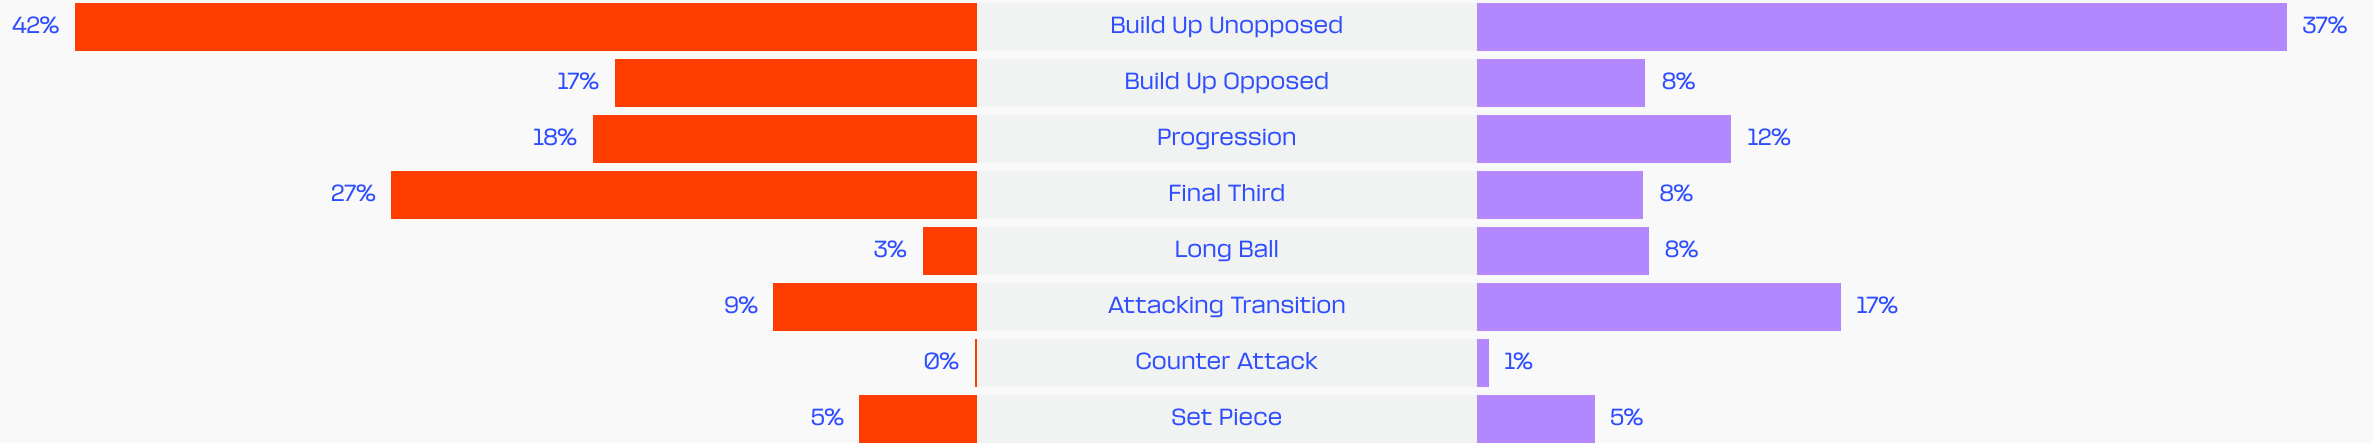 42% Build Up Unopposed 37%
17% Build Up Opposed 8%
18% Progression 12%
27% Final Third 8%
3% Long Ball 8%
9% Attacking Transition 17%
0% Counter Attack 1%
5% Set Piece 5%